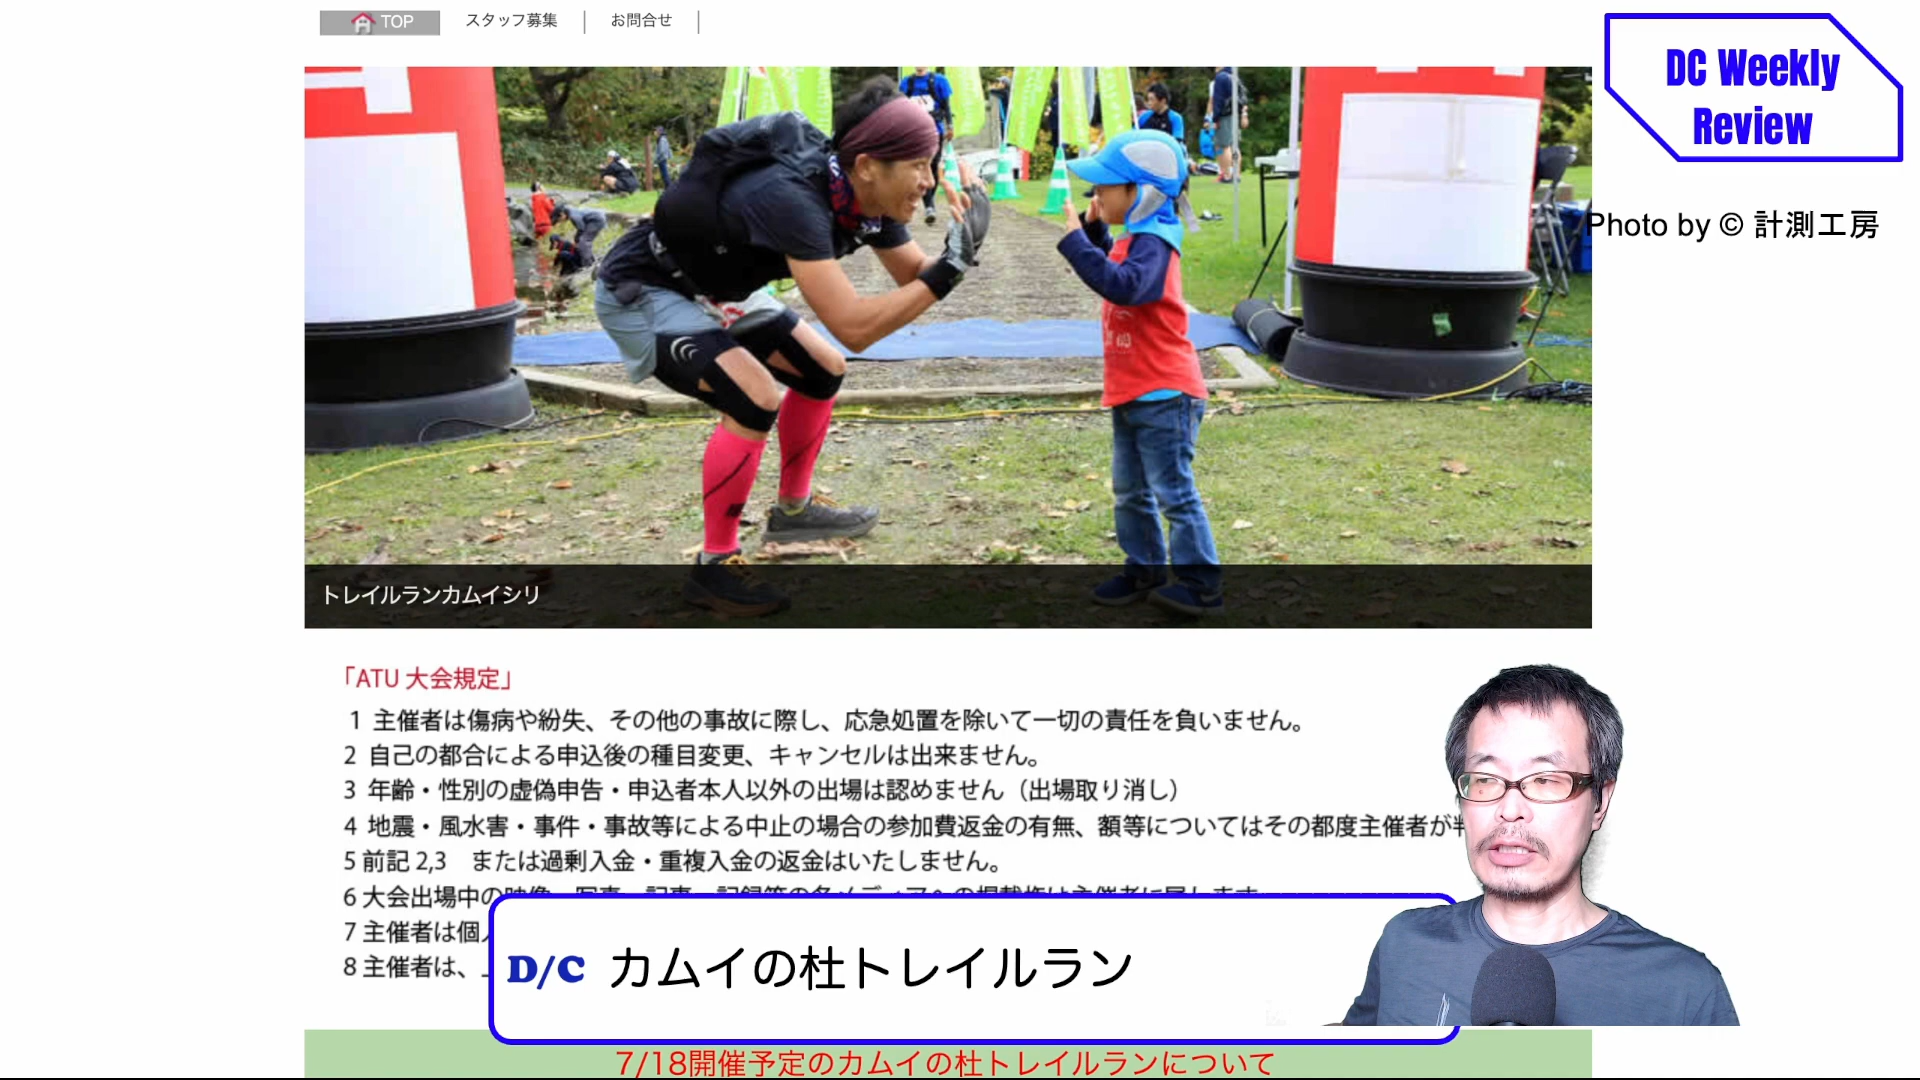 TOP スタッフ募集 お問合せ
DC Weekly
Review
Photo by © 計測工房
トレイルランカムイシリ
「ATU 大会規定」
1 主催者は傷病や紛失、その他の事故に際し、応急処置を除いて一切の責任を負いません。
2 自己の都合による申込後の種目変更、キャンセルは出来ません。
3 年齢・性別の虚偽申告・申込者本人以外の出場は認めません（出場取り消し）
4 地震・風水害・事件・事故等による中止の場合の参加費返金の有無、額等についてはその都度主催者が
5 前記 2,3 または過剰入金・重複入金の返金はいたしません。
6 大会出場中の
7 主催者は個
8 主催者は、
D/C カムイの杜トレイルラン
7/18開催予定のカムイの杜トレイルランについて